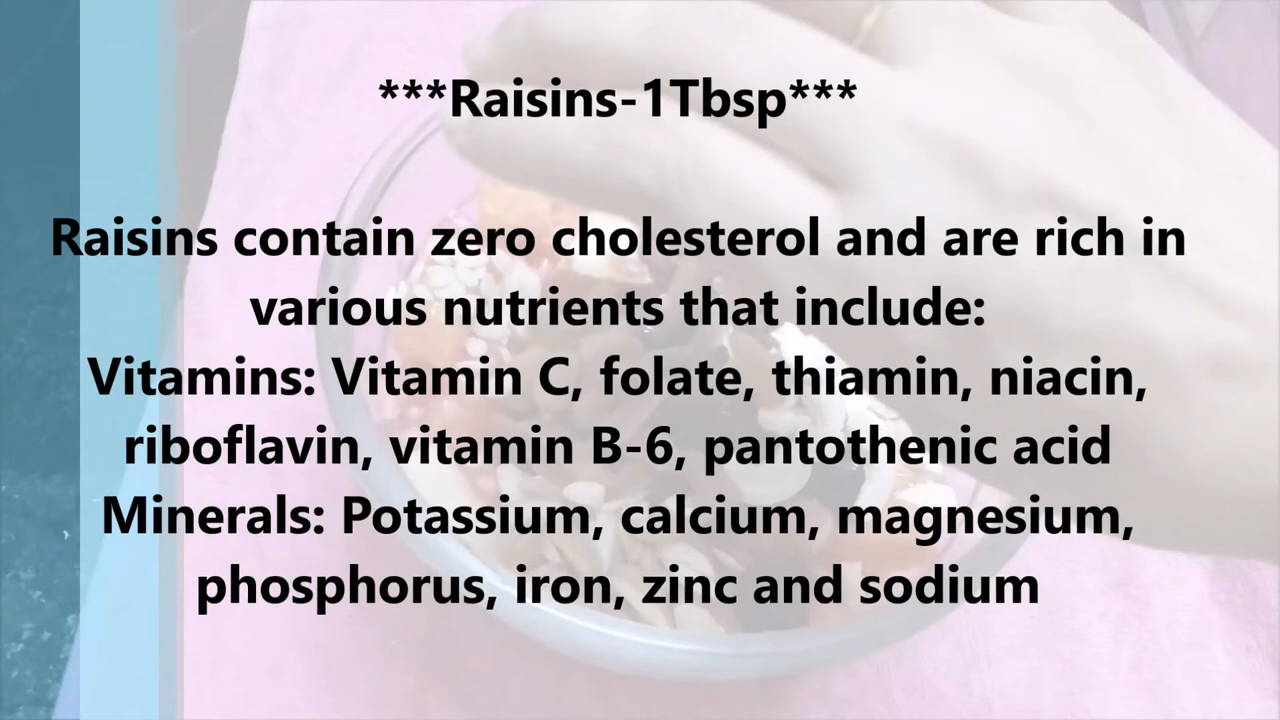 ***Raisins-1Tbsp***
Raisins contain zero cholesterol and are rich in
various nutrients that include:
Vitamins: Vitamin C, folate, thiamin, niacin,
riboflavin, vitamin B-6, pantothenic acid
Minerals: Potassium, calcium, magnesium,
phosphorus, iron, zinc and sodium